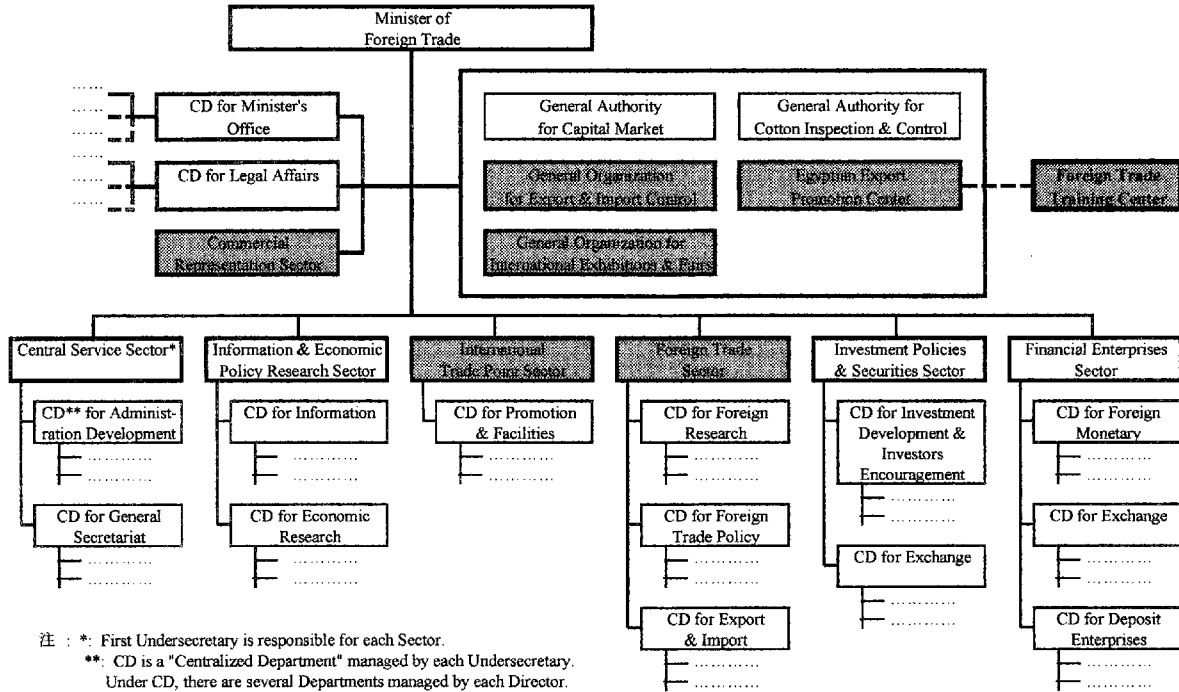 Minister of
Foreign Trade
CD for Minister's
Office
CD for Legal Affairs
Commercial
Representation Sector
General Authority
for Capital Market
General Authority for
Cotton Inspection & Control
General Organization
for Export & Import Control
Egyptian Export
Promotion Center
General Organization for
International Exhibitions & Fairs
Foreign Trade
Training Center
Central Service Sector*
Information & Economic
Policy Research Sector
International
Trade Point Sector
Foreign Trade
Sector
Investment Policies
& Securities Sector
Financial Enterprises
Sector
CD** for Administ-
ration Development
CD for General
Secretariat
CD for Information
CD for Economic
Research
CD for Promotion
& Facilities
CD for Foreign
Research
CD for Foreign
Trade Policy
CD for Export
& Import
CD for Investment
Development &
Investors
Encouragement
CD for Exchange
CD for Foreign
Monetary
CD for Exchange
CD for Deposit
Enterprises
注 : *: First Undersecretary is responsible for each Sector.
**: CD is a "Centralized Department" managed by each Undersecretary.
Under CD, there are several Departments managed by each Director.